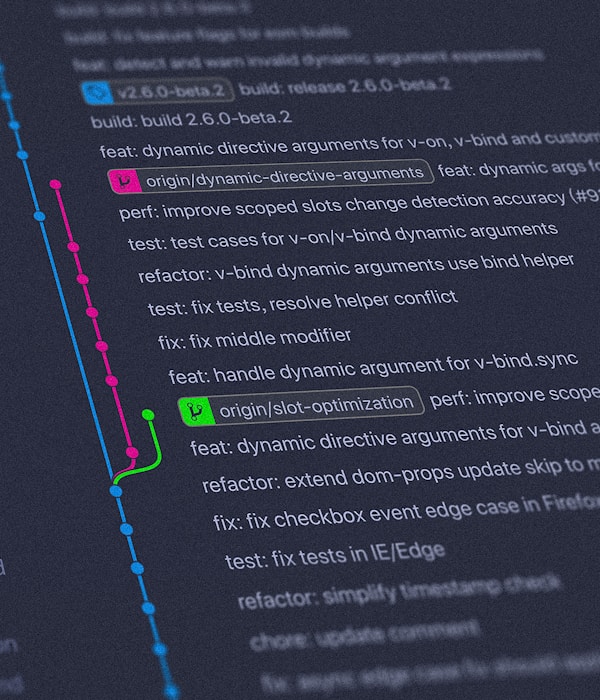 build: build 2.6.0-beta.3
build: fix feature flags for esm builds
feat: detect and warn invalid dynamic argument expressions
v2.6.0-beta.2 build: release 2.6.0-beta.2
build: build 2.6.0-beta.2
feat: dynamic directive arguments for v-on, v-bind and custom
origin/dynamic-directive-arguments feat: dynamic args fo
perf: improve scoped slots change detection accuracy (#9
test: test cases for v-on/v-bind dynamic arguments
refactor: v-bind dynamic arguments use bind helper
test: fix tests, resolve helper conflict
fix: fix middle modifier
feat: handle dynamic argument for v-bind.sync
origin/slot-optimization perf: improve scope
feat: dynamic directive arguments for v-bind a
refactor: extend dom-props update skip to m
fix: fix checkbox event edge case in Firefox
test: fix tests in IE/Edge
refactor: simplify timestamp check
chore: update comment
fix: async edge case fix should